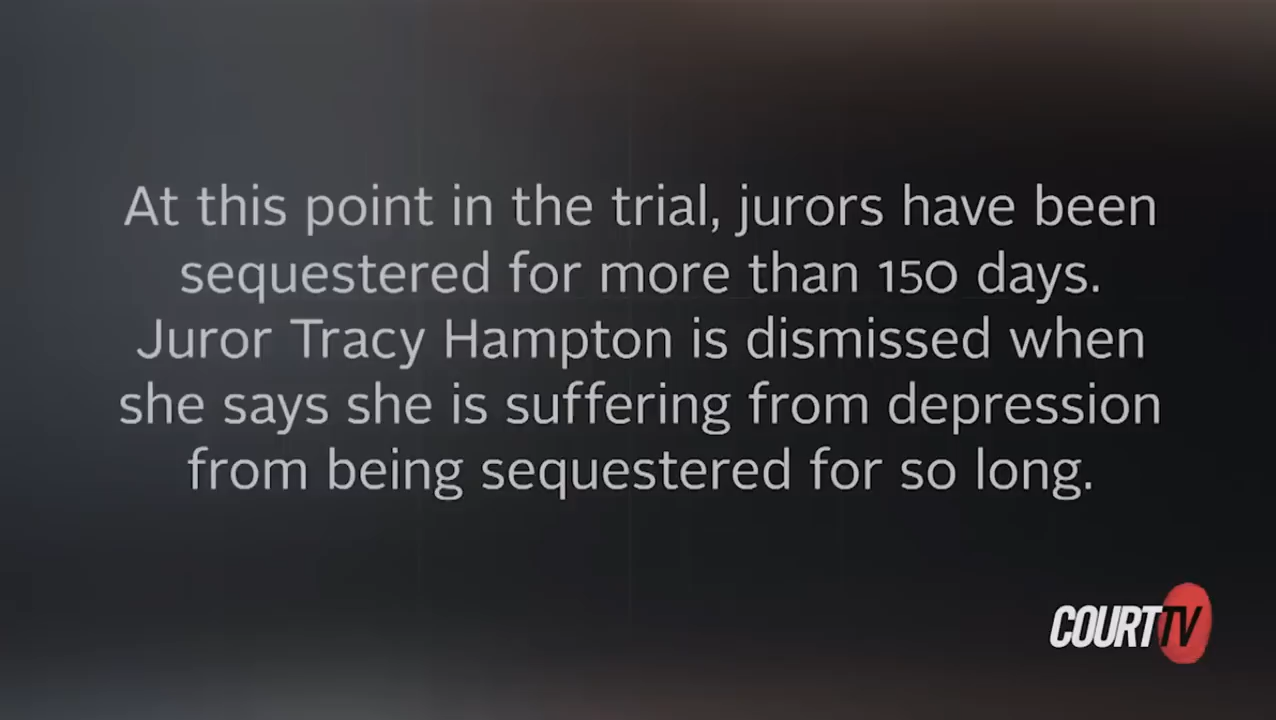 At this point in the trial, jurors have been
sequestered for more than 150 days.
Juror Tracy Hampton is dismissed when
she says she is suffering from depression
from being sequestered for so long.
COURT TV